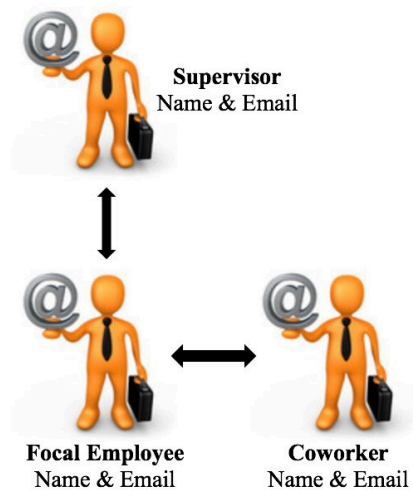 @
Supervisor
Name & Email
@
@
Focal Employee
Name & Email
Coworker
Name & Email